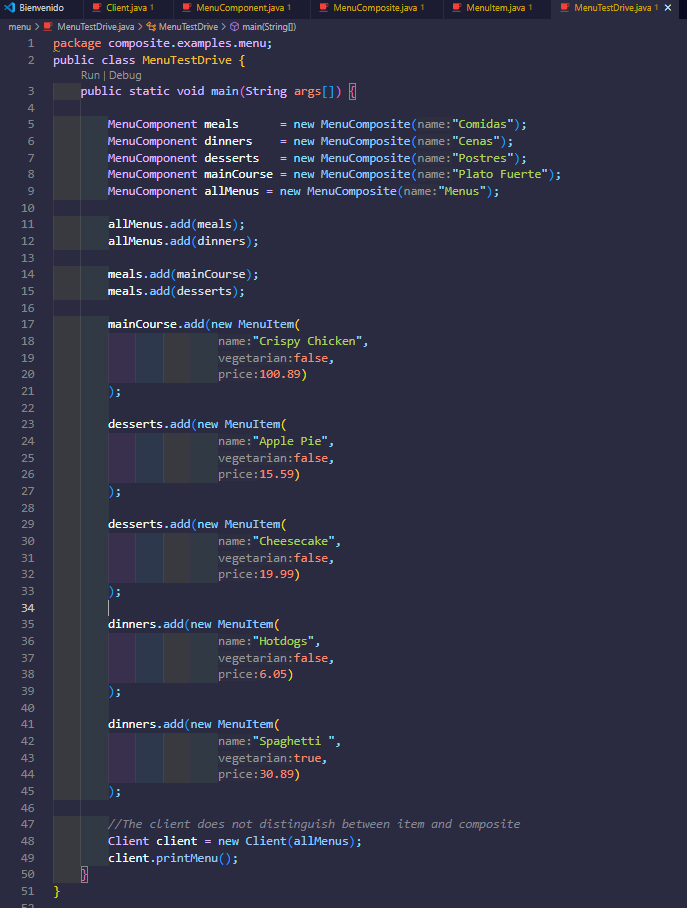 Bienvenido Client.java 1 MenuComponent.java 1 MenuComposite.java 1 MenuItem.java 1 MenuTestDrive.java 1 ×
menu > MenuTestDrive.java > MenuTestDrive > main(String[])
1 package composite.examples.menu;
2 public class MenuTestDrive {
Run | Debug
3 public static void main(String args[]) {
4
5 MenuComponent meals = new MenuComposite(name:"Comidas");
6 MenuComponent dinners = new MenuComposite(name:"Cenas");
7 MenuComponent desserts = new MenuComposite(name:"Postres");
8 MenuComponent mainCourse = new MenuComposite(name:"Plato Fuerte");
9 MenuComponent allMenus = new MenuComposite(name:"Menus");
10
11 allMenus.add(meals);
12 allMenus.add(dinners);
13
14 meals.add(mainCourse);
15 meals.add(desserts);
16
17 mainCourse.add(new MenuItem(
18 name:"Crispy Chicken",
19 vegetarian:false,
20 price:100.89)
21 );
22
23 desserts.add(new MenuItem(
24 name:"Apple Pie",
25 vegetarian:false,
26 price:15.59)
27 );
28
29 desserts.add(new MenuItem(
30 name:"Cheesecake",
31 vegetarian:false,
32 price:19.99)
33 );
34
35 dinners.add(new MenuItem(
36 name:"Hotdogs",
37 vegetarian:false,
38 price:6.05)
39 );
40
41 dinners.add(new MenuItem(
42 name:"Spaghetti ",
43 vegetarian:true,
44 price:30.89)
45 );
46
47 //The client does not distinguish between item and composite
48 Client client = new Client(allMenus);
49 client.printMenu();
50 }
51 }
52